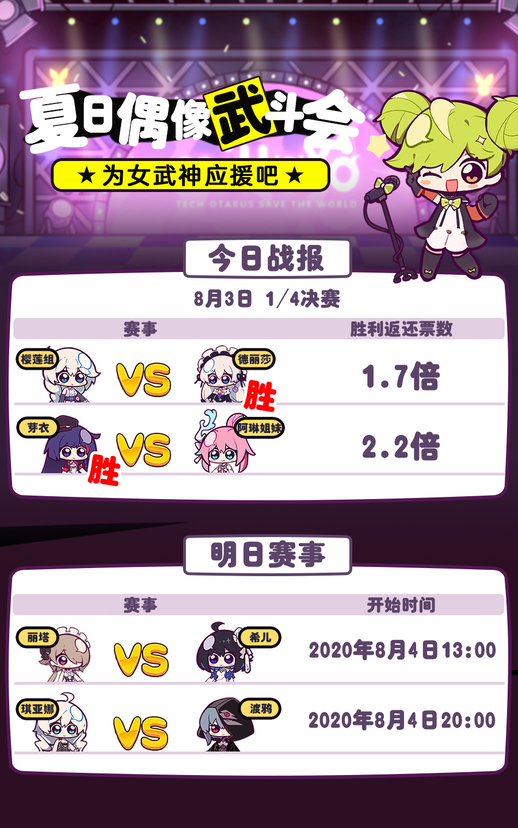 夏日偶像武斗会
★为女武神应援吧★
TECH OTAKUS SAVE THE WORLD
今日战报
8月3日 1/4决赛
赛事 胜利返还票数
樱莲组 VS 德丽莎 胜 1.7倍
芽衣 胜 VS 阿琳姐妹 2.2倍
明日赛事
赛事 开始时间
丽塔 VS 希儿 2020年8月4日13:00
琪亚娜 VS 渡鸦 2020年8月4日20:00